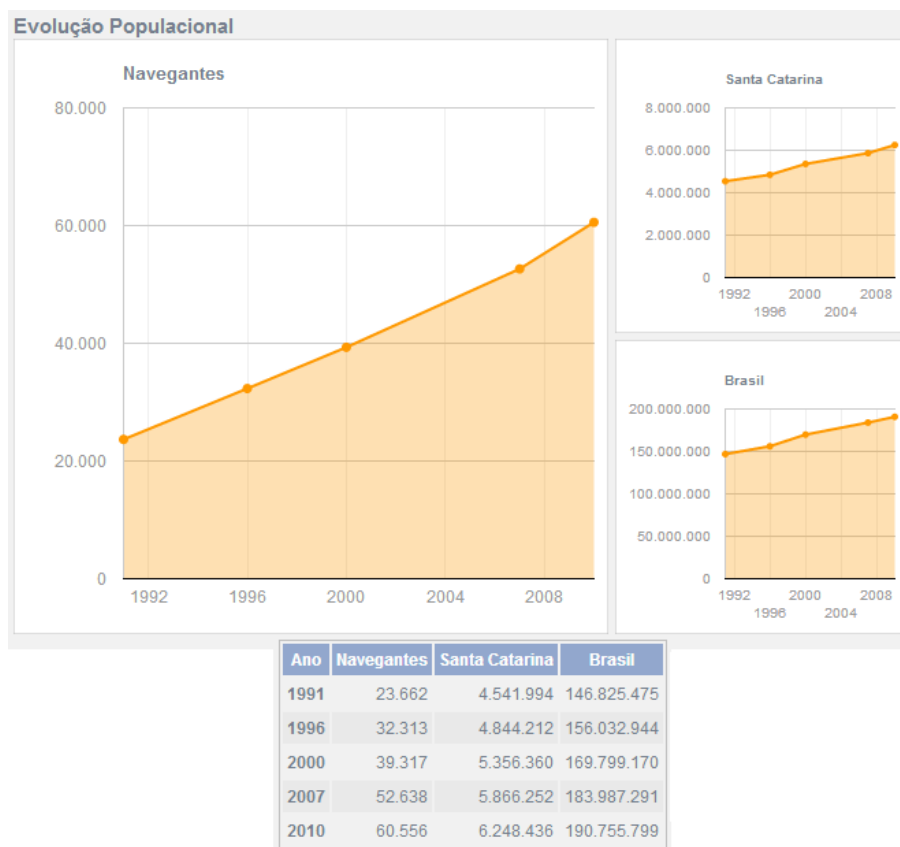 Evolução Populacional
Navegantes
80.000
60.000
40.000
20.000
0
1992 1996 2000 2004 2008
Santa Catarina
8.000.000
6.000.000
4.000.000
2.000.000
0
1992 2000 2008
1996 2004
Brasil
200.000.000
150.000.000
100.000.000
50.000.000
0
1992 2000 2008
1996 2004
Ano Navegantes Santa Catarina Brasil
1991 23.662 4.541.994 146.825.475
1996 32.313 4.844.212 156.032.944
2000 39.317 5.356.360 169.799.170
2007 52.638 5.866.252 183.987.291
2010 60.556 6.248.436 190.755.799